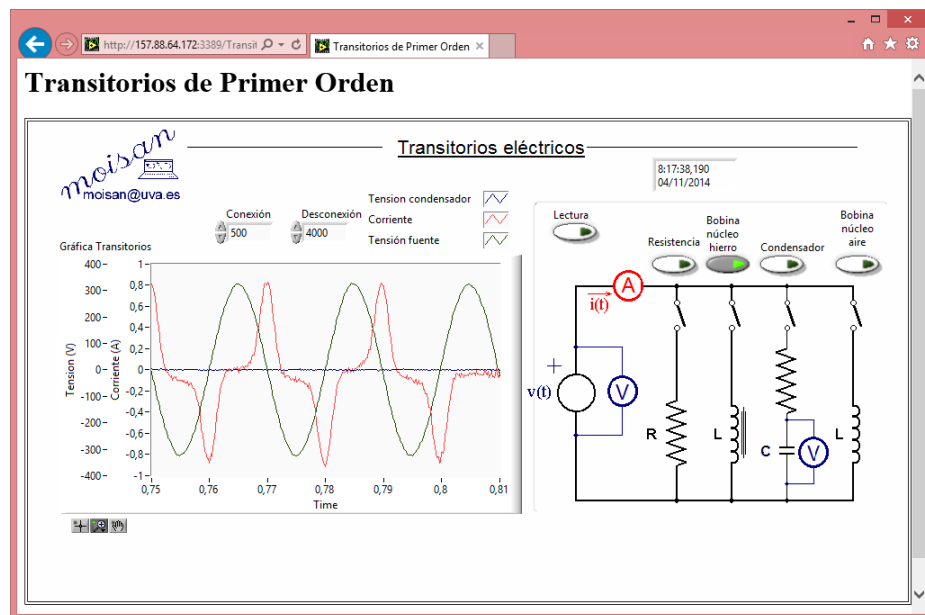 http://157.88.64.172:3389/Transit
Transitorios de Primer Orden
Transitorios de Primer Orden
moisan
moisan@uva.es
Transitorios eléctricos
8:17:38,190
04/11/2014
Conexión
500
Desconexión
4000
Tension condensador
Corriente
Tensión fuente
Lectura
Resistencia
Bobina
núcleo
hierro
Condensador
Bobina
núcleo
aire
Gráfica Transitorios
Tension (V)
400
300
200
100
0
-100
-200
-300
-400
Corriente (A)
1
0,8
0,6
0,4
0,2
0
-0,2
-0,4
-0,6
-0,8
-1
0,75
0,76
0,77
0,78
0,79
0,8
0,81
Time
A
i(t)
+
v(t)
V
R
L
C
V
L